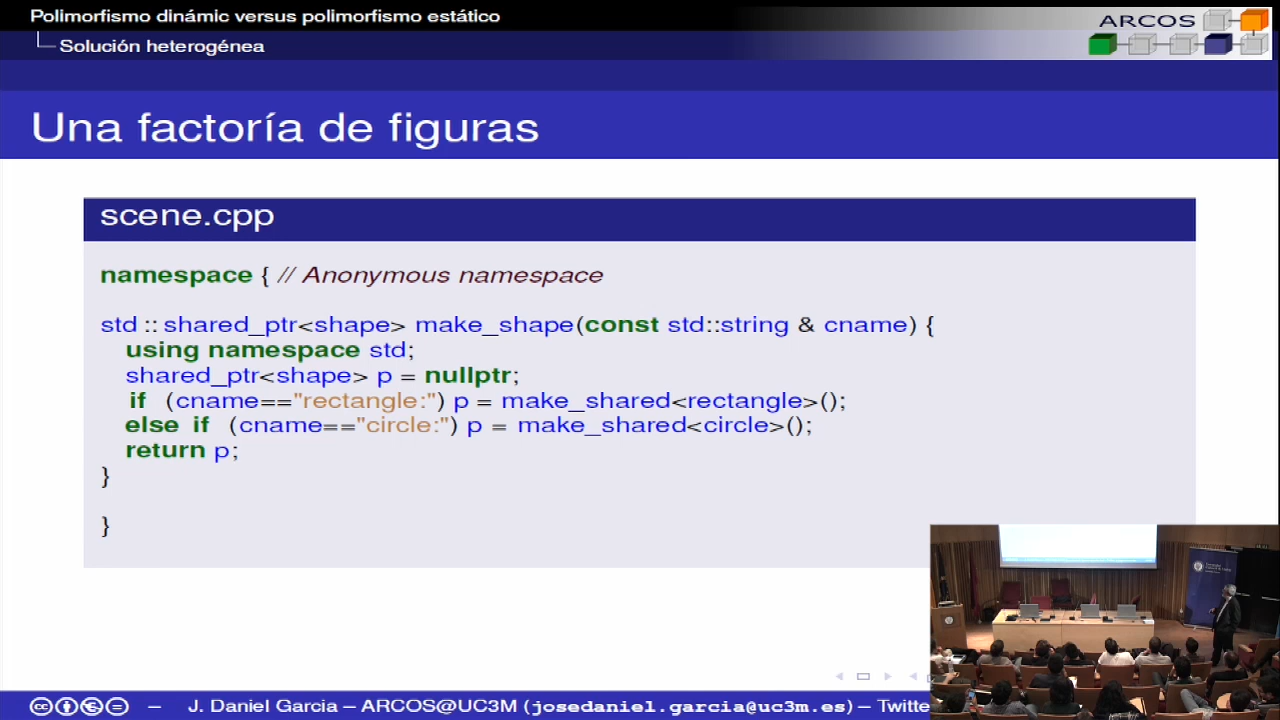 Polimorfismo dinámic versus polimorfismo estático
Solución heterogénea
ARCOS
Una factoría de figuras
scene.cpp
namespace { // Anonymous namespace
std :: shared_ptr<shape> make_shape(const std::string & cname) {
using namespace std;
shared_ptr<shape> p = nullptr;
if (cname=="rectangle:") p = make_shared<rectangle>();
else if (cname=="circle:") p = make_shared<circle>();
return p;
}
}
cc – J. Daniel Garcia – ARCOS@UC3M (josedaniel.garcia@uc3m.es) – Twitte